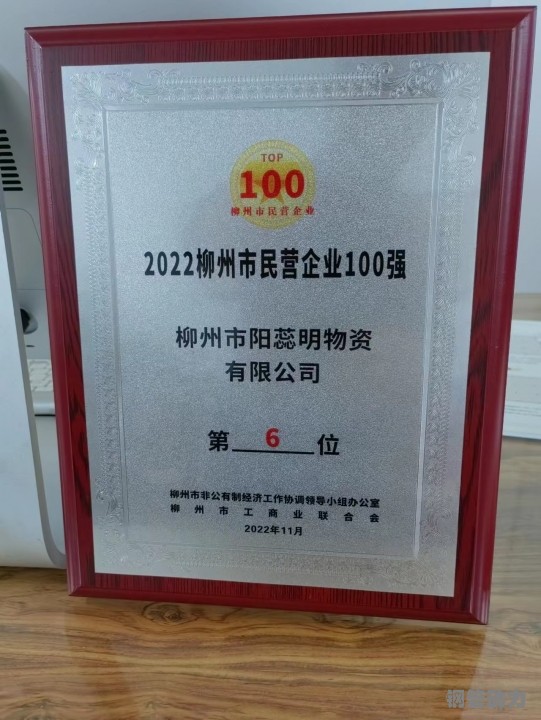 TOP
100
柳州市民营企业
2022柳州市民营企业100强
柳州市阳蕊明物资
有限公司
第 6 位
柳州市非公有制经济工作协调领导小组办公室
柳州市工商业联合会
2022年11月